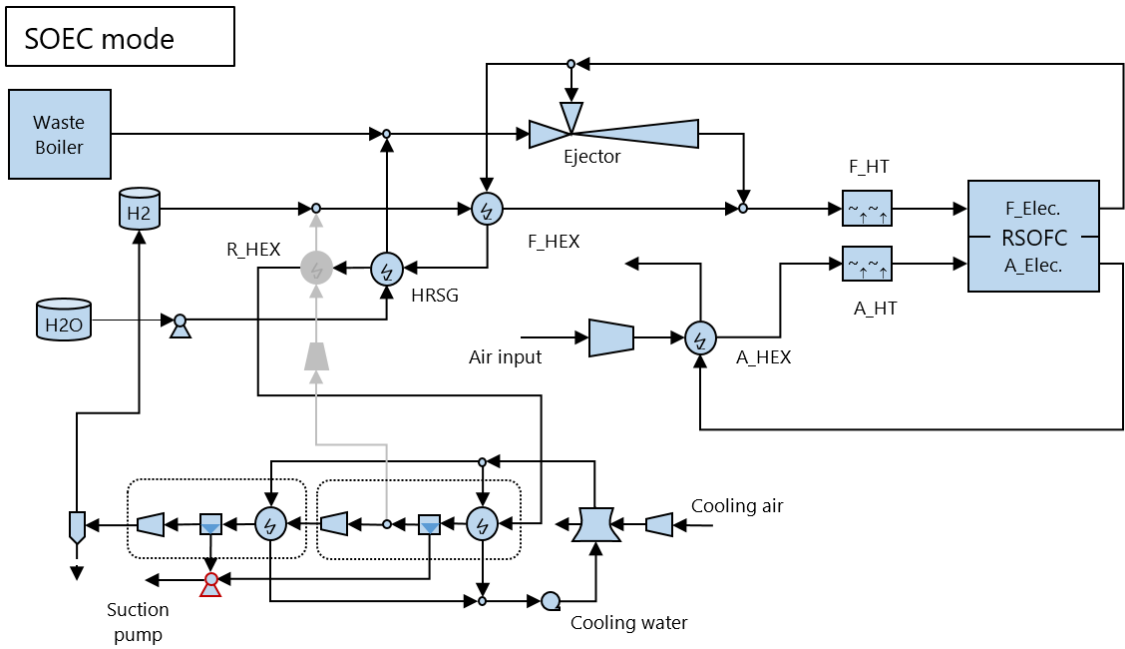 SOEC mode
Waste
Boiler
Ejector
F_HT
H2
F_Elec.
RSOFC
A_Elec.
R_HEX
F_HEX
HRSG
H2O
A_HT
Air input
A_HEX
Cooling air
Suction
pump
Cooling water